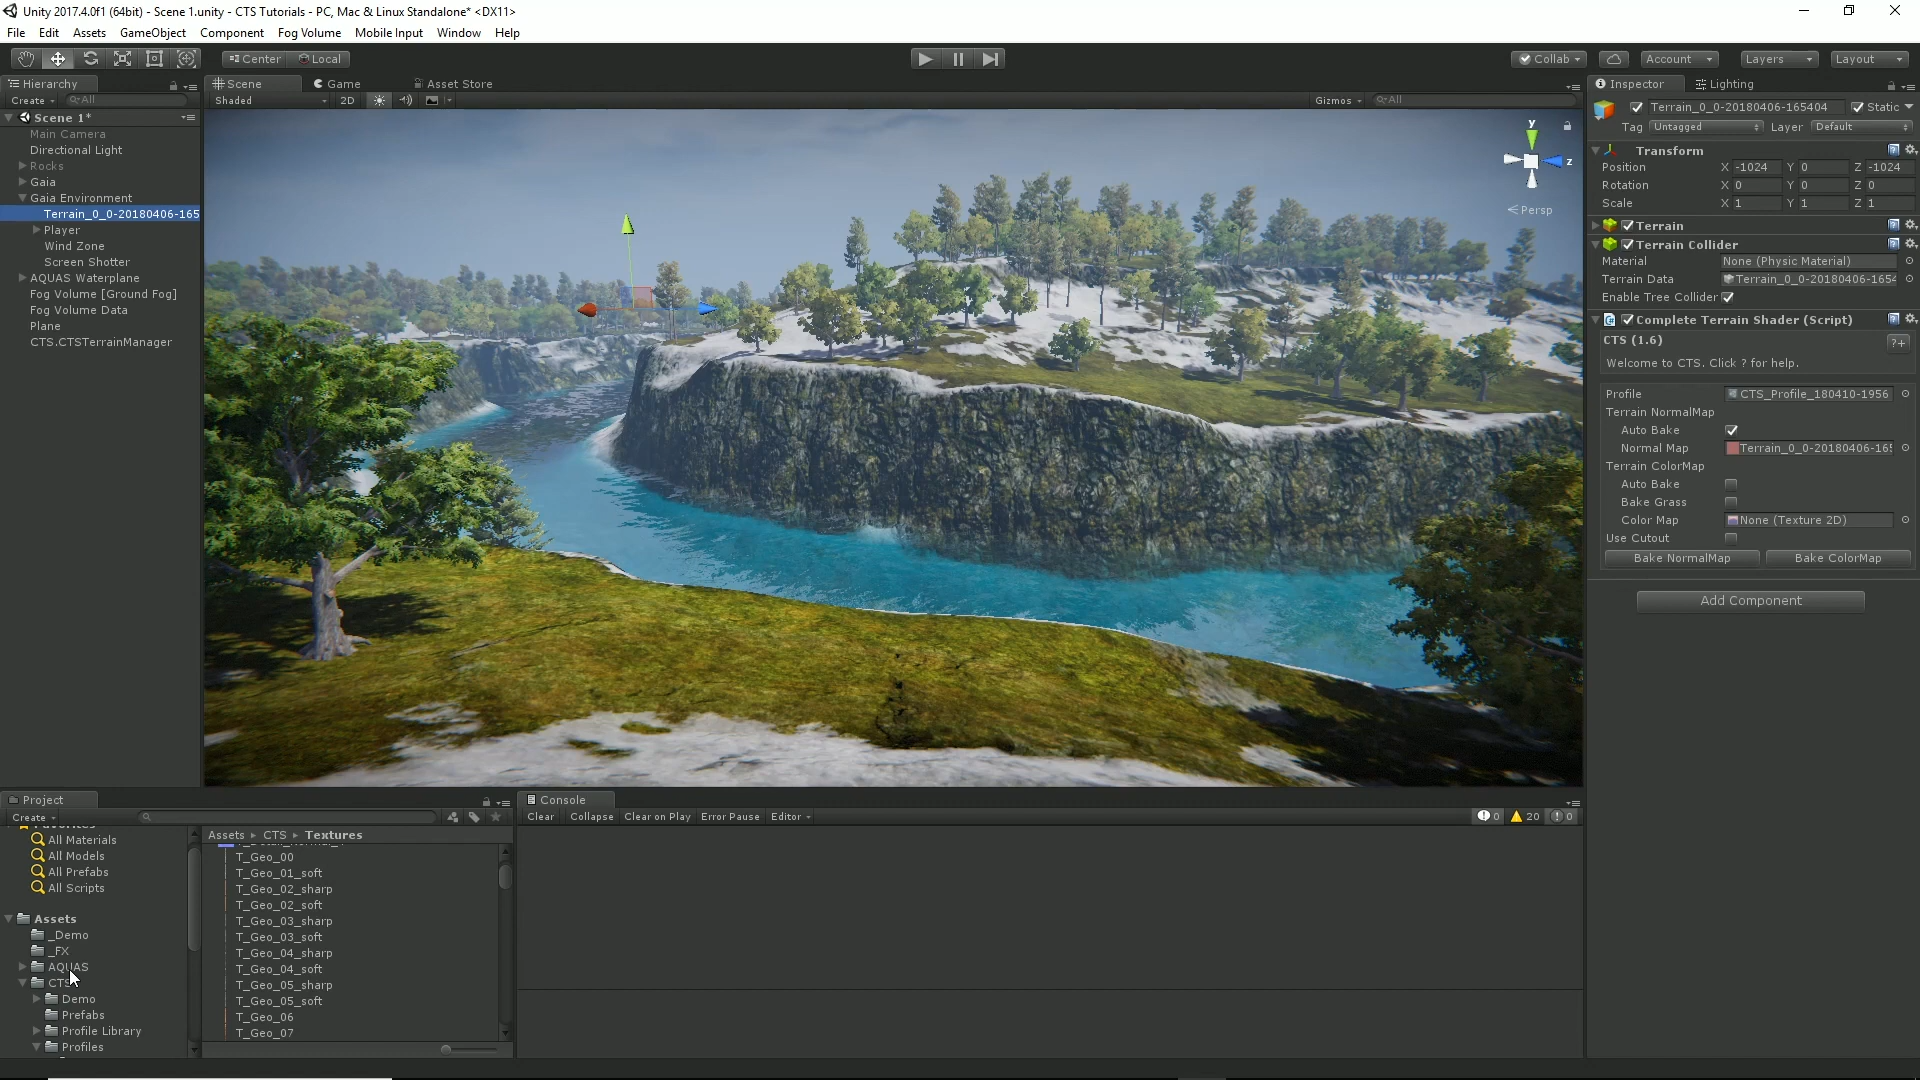 Unity 2017.4.0f1 (64bit) - Scene 1.unity - CTS Tutorials - PC, Mac & Linux Standalone* <DX11>
File Edit Assets GameObject Component Fog Volume Mobile Input Window Help
Center Local Collab Account Layers Layout
Hierarchy
Create All
Scene 1*
Main Camera
Directional Light
Rocks
Gaia
Gaia Environment
Terrain_0_0-20180406-165
Player
Wind Zone
Screen Shotter
AQUAS Waterplane
Fog Volume [Ground Fog]
Fog Volume Data
Plane
CTS.CTSTerrainManager
Scene Game Asset Store
Shaded 2D Gizmos All
y
z
Persp
Inspector Lighting
Terrain_0_0-20180406-165404 Static
Tag Untagged Layer Default
Transform
Position X -1024 Y 0 Z -1024
Rotation X 0 Y 0 Z 0
Scale X 1 Y 1 Z 1
Terrain
Terrain Collider
Material None (Physic Material)
Terrain Data Terrain_0_0-20180406-1654
Enable Tree Collider
Complete Terrain Shader (Script)
CTS (1.6) ?+
Welcome to CTS. Click ? for help.
Profile CTS_Profile_180410-1956
Terrain NormalMap
Auto Bake
Normal Map Terrain_0_0-20180406-165
Terrain ColorMap
Auto Bake
Bake Grass
Color Map None (Texture 2D)
Use Cutout
Bake NormalMap Bake ColorMap
Add Component
Project
Create
All Materials
All Models
All Prefabs
All Scripts
Assets
_Demo
_FX
AQUAS
CTS
Demo
Prefabs
Profile Library
Profiles
Assets CTS Textures
T_Geo_00
T_Geo_01_soft
T_Geo_02_sharp
T_Geo_02_soft
T_Geo_03_sharp
T_Geo_03_soft
T_Geo_04_sharp
T_Geo_04_soft
T_Geo_05_sharp
T_Geo_05_soft
T_Geo_06
T_Geo_07
Console
Clear Collapse Clear on Play Error Pause Editor 0 20 0